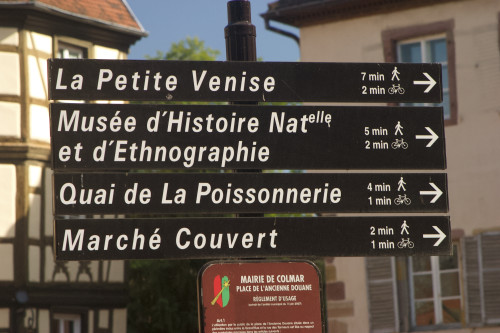 La Petite Venise 7 min
2 min
Musée d'Histoire Natelle
et d'Ethnographie
5 min
2 min
Quai de La Poissonnerie 4 min
1 min
Marché Couvert 2 min
1 min
MAIRIE DE COLMAR
PLACE DE L'ANCIENNE DOUANE
RÈGLEMENT D'USAGE